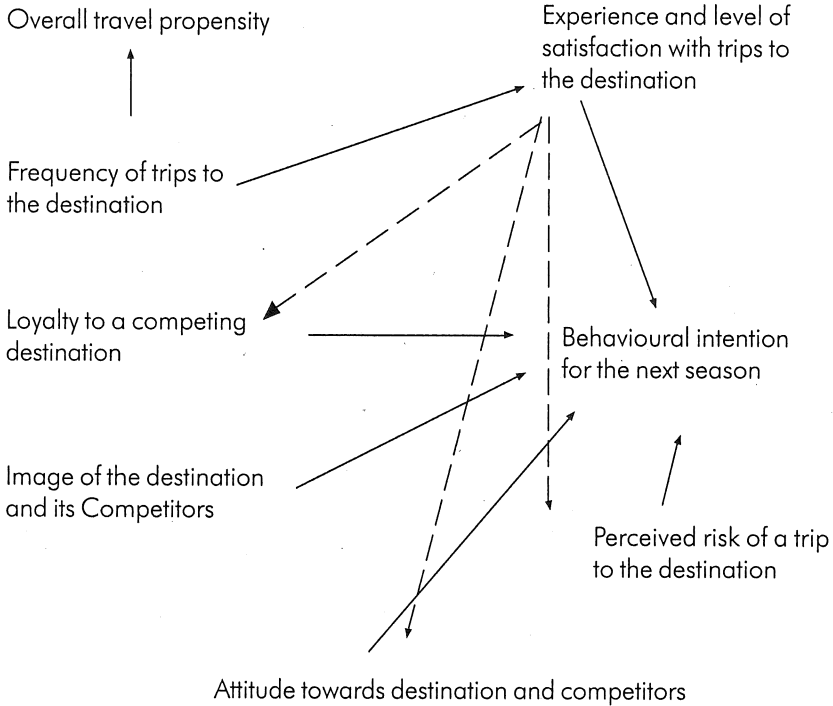 Overall travel propensity
Experience and level of
satisfaction with trips to
the destination
Frequency of trips to
the destination
Loyalty to a competing
destination
Behavioural intention
for the next season
Image of the destination
and its Competitors
Perceived risk of a trip
to the destination
Attitude towards destination and competitors